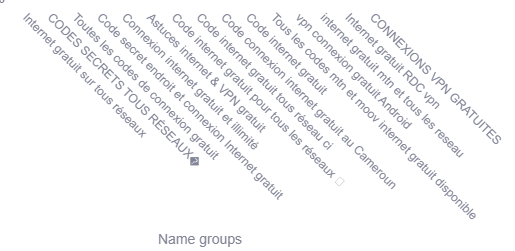 Internet gratuit sur tous réseaux
CODES SECRETS TOUS RÉSEAUX
Toutes les codes de connexion gratuit
Code secret endroit et connexion Internet gratuit
Connexion internet gratuit et illimité
Astuces internet & VPN gratuit
Code internet gratuit pour tous les réseaux
Code Internet gratuit tous réseau ci
Code connexion internet gratuit au Cameroun
Code internet gratuit
Tous les codes mtn et moov internet gratuit disponible
vpn connexion gratuit Android
internet gratuit mtn et tous les reseau
Internet gratuit RDC vpn
CONNEXIONS VPN GRATUITES
Name groups